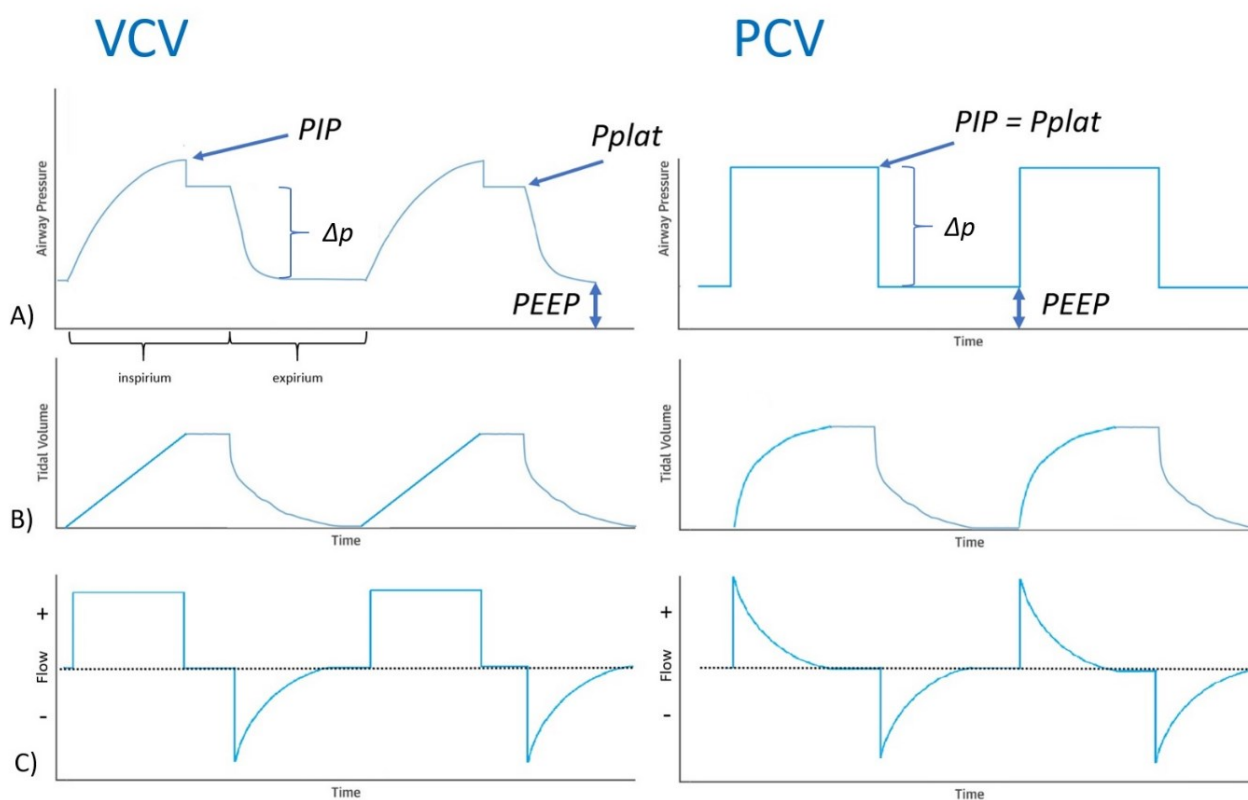 VCV
PCV
PIP
Pplat
Δp
PEEP
Airway Pressure
A)
inspirium
expirium
PIP = Pplat
Δp
PEEP
Airway Pressure
Time
Tidal Volume
B)
Time
Tidal Volume
Time
+
Flow
-
C)
Time
+
Flow
-
Time